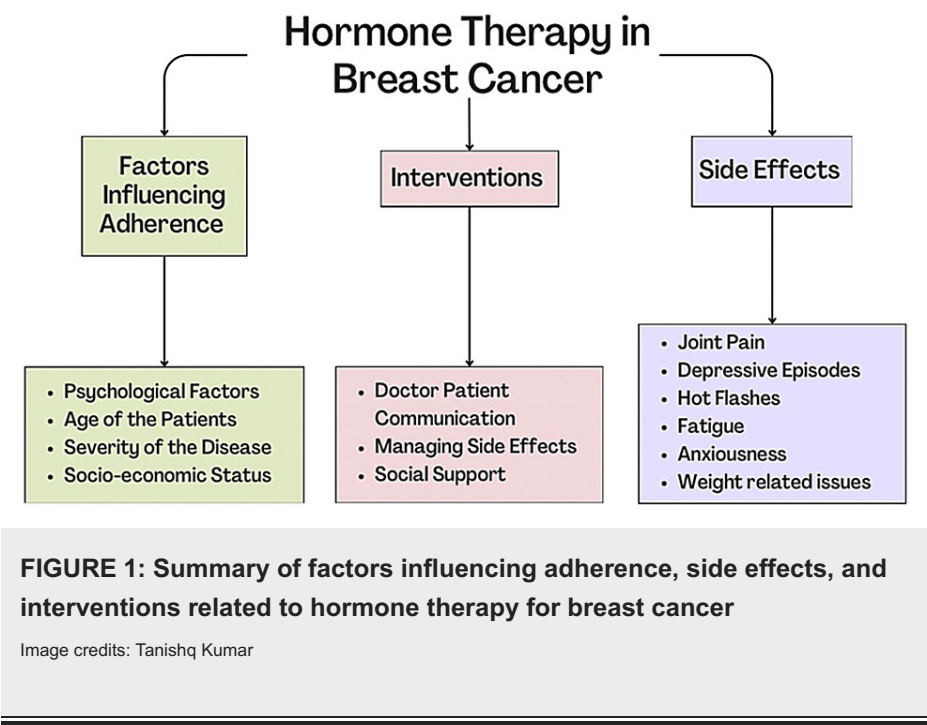 Hormone Therapy in
Breast Cancer
Factors
Influencing
Adherence
Interventions
Side Effects
• Psychological Factors
• Age of the Patients
• Severity of the Disease
• Socio-economic Status
• Doctor Patient
Communication
• Managing Side Effects
• Social Support
• Joint Pain
• Depressive Episodes
• Hot Flashes
• Fatigue
• Anxiousness
• Weight related issues
FIGURE 1: Summary of factors influencing adherence, side effects, and
interventions related to hormone therapy for breast cancer
Image credits: Tanishq Kumar